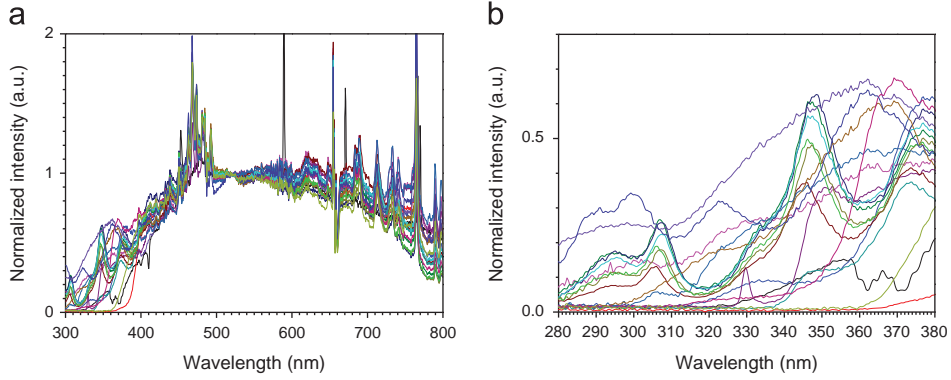 a
b
Normalized intensity (a.u.)
2
1
0
300 400 500 600 700 800
Wavelength (nm)
Normalized intensity (a.u.)
0.5
0.0
280 290 300 310 320 330 340 350 360 370 380
Wavelength (nm)